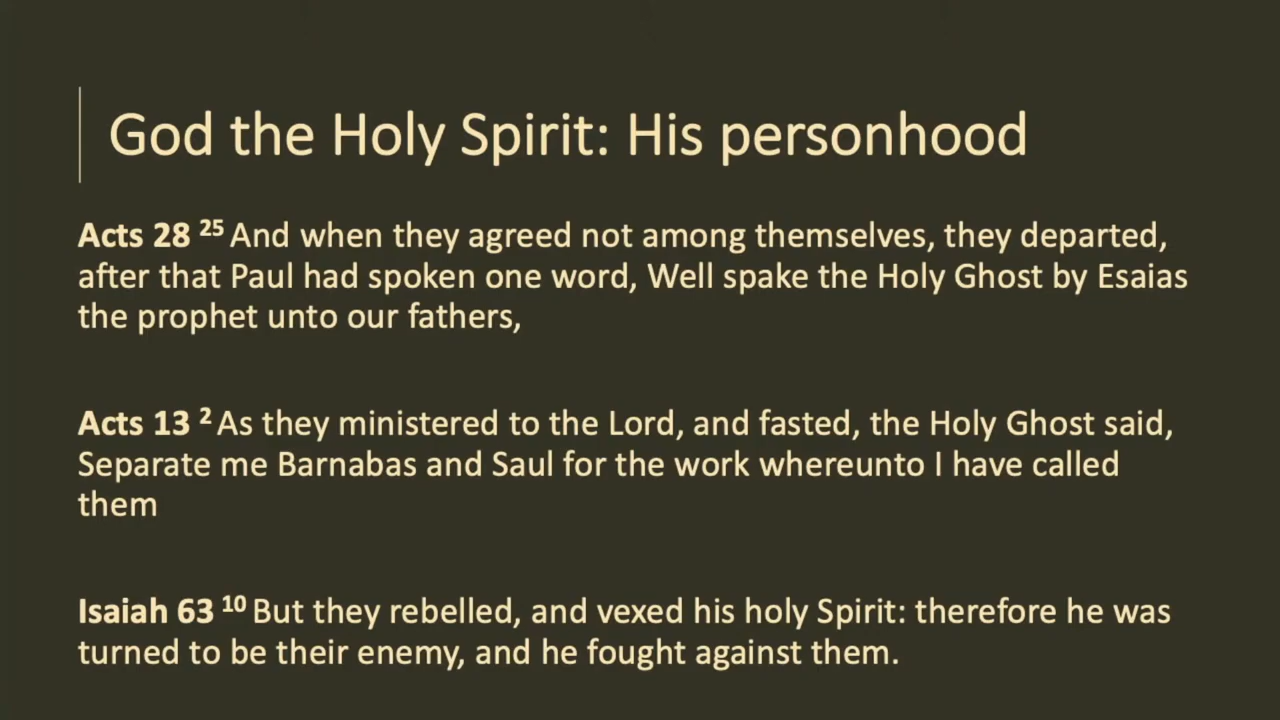 God the Holy Spirit: His personhood
Acts 28 25 And when they agreed not among themselves, they departed,
after that Paul had spoken one word, Well spake the Holy Ghost by Esaias
the prophet unto our fathers,
Acts 13 2 As they ministered to the Lord, and fasted, the Holy Ghost said,
Separate me Barnabas and Saul for the work whereunto I have called
them
Isaiah 63 10 But they rebelled, and vexed his holy Spirit: therefore he was
turned to be their enemy, and he fought against them.